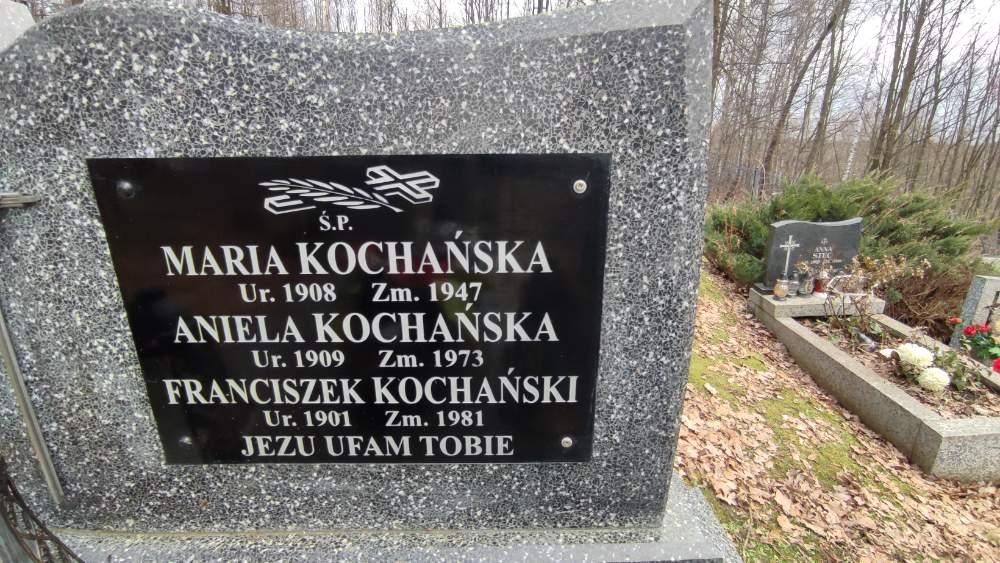 Ś.P.
MARIA KOCHAŃSKA
Ur. 1908 Zm. 1947
ANIELA KOCHAŃSKA
Ur. 1909 Zm. 1973
FRANCISZEK KOCHAŃSKI
Ur. 1901 Zm. 1981
JEZU UFAM TOBIE
ANNA
STEC